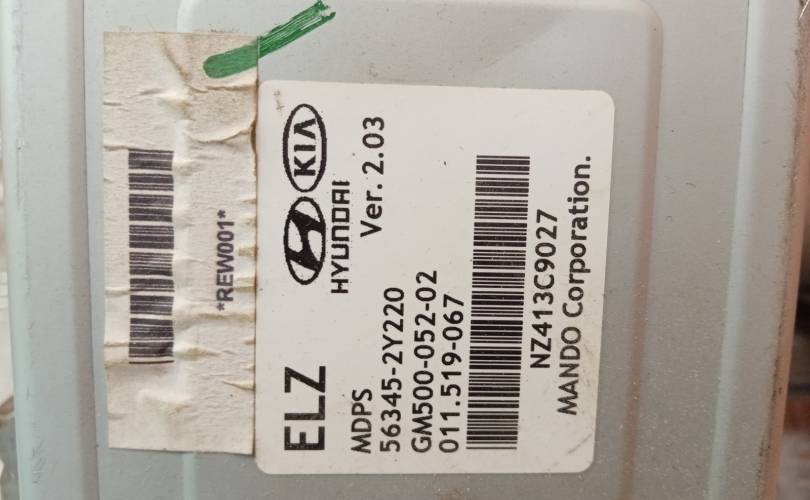 *REW001*
ELZ
HYUNDAI KIA
MDPS Ver. 2.03
56345-2Y220
GM500-052-02
011.519-067
NZ413C9027
MANDO Corporation.